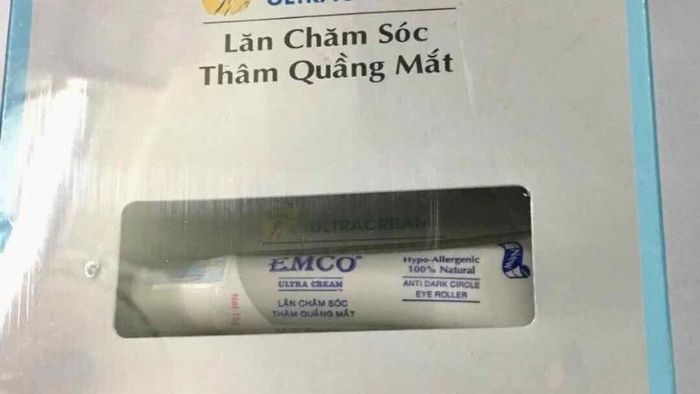 Lăn Chăm Sóc
Thâm Quầng Mắt
ULTRACREAM
EMCO
ULTRA CREAM
LĂN CHĂM SÓC
THÂM QUẦNG MẮT
Hypo-Allergenic
100% Natural
ANTI DARK CIRCLE
EYE ROLLER